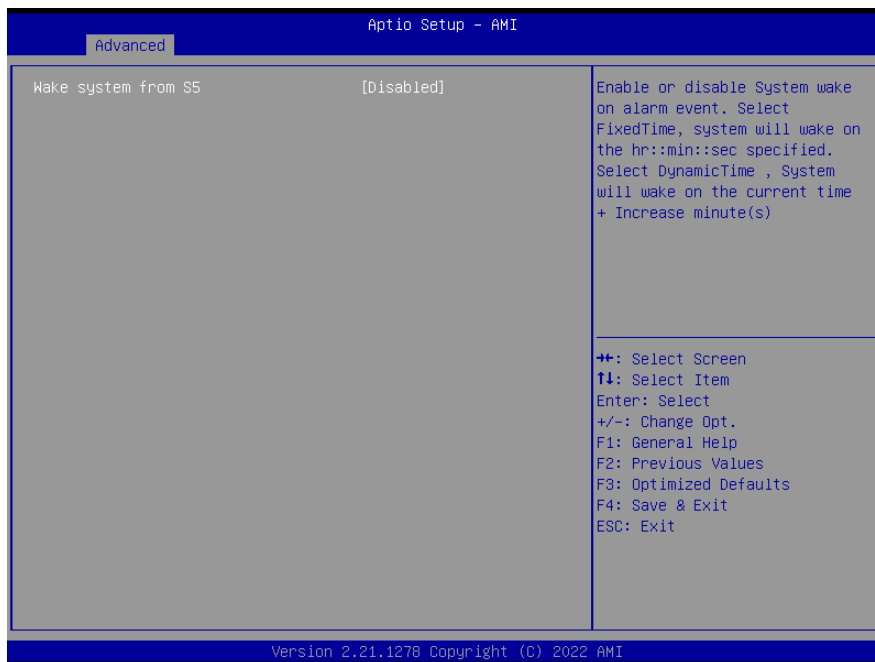 Aptio Setup – AMI
Advanced
Wake system from S5 [Disabled]
Enable or disable System wake
on alarm event. Select
FixedTime, system will wake on
the hr::min::sec specified.
Select DynamicTime , System
will wake on the current time
+ Increase minute(s)
→←: Select Screen
↑↓: Select Item
Enter: Select
+/-: Change Opt.
F1: General Help
F2: Previous Values
F3: Optimized Defaults
F4: Save & Exit
ESC: Exit
Version 2.21.1278 Copyright (C) 2022 AMI